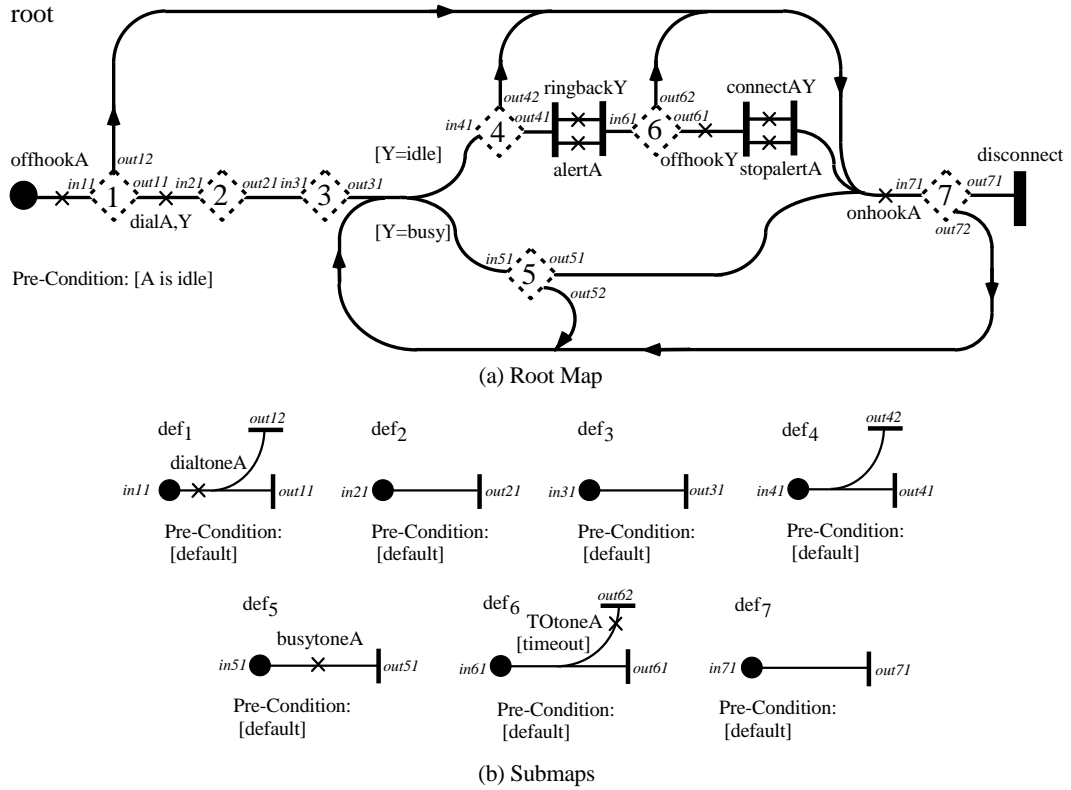 root
out42
ringbackY
out62
connectAY
in41
4
out41
in61
6
out61
[Y=idle]
alertA
offhookY
stopalertA
disconnect
offhookA
out12
in11
1
out11
in21
2
out21
in31
3
out31
in71
7
out71
dialA,Y
onhookA
out72
[Y=busy]
in51
5
out51
out52
Pre-Condition: [A is idle]
(a) Root Map
def1
out12
def2
def3
def4
out42
dialtoneA
in11
out11
in21
out21
in31
out31
in41
out41
Pre-Condition:
[default]
Pre-Condition:
[default]
Pre-Condition:
[default]
Pre-Condition:
[default]
def5
def6
out62
def7
busytoneA
TOtoneA
[timeout]
in51
out51
in61
out61
in71
out71
Pre-Condition:
[default]
Pre-Condition:
[default]
Pre-Condition:
[default]
(b) Submaps